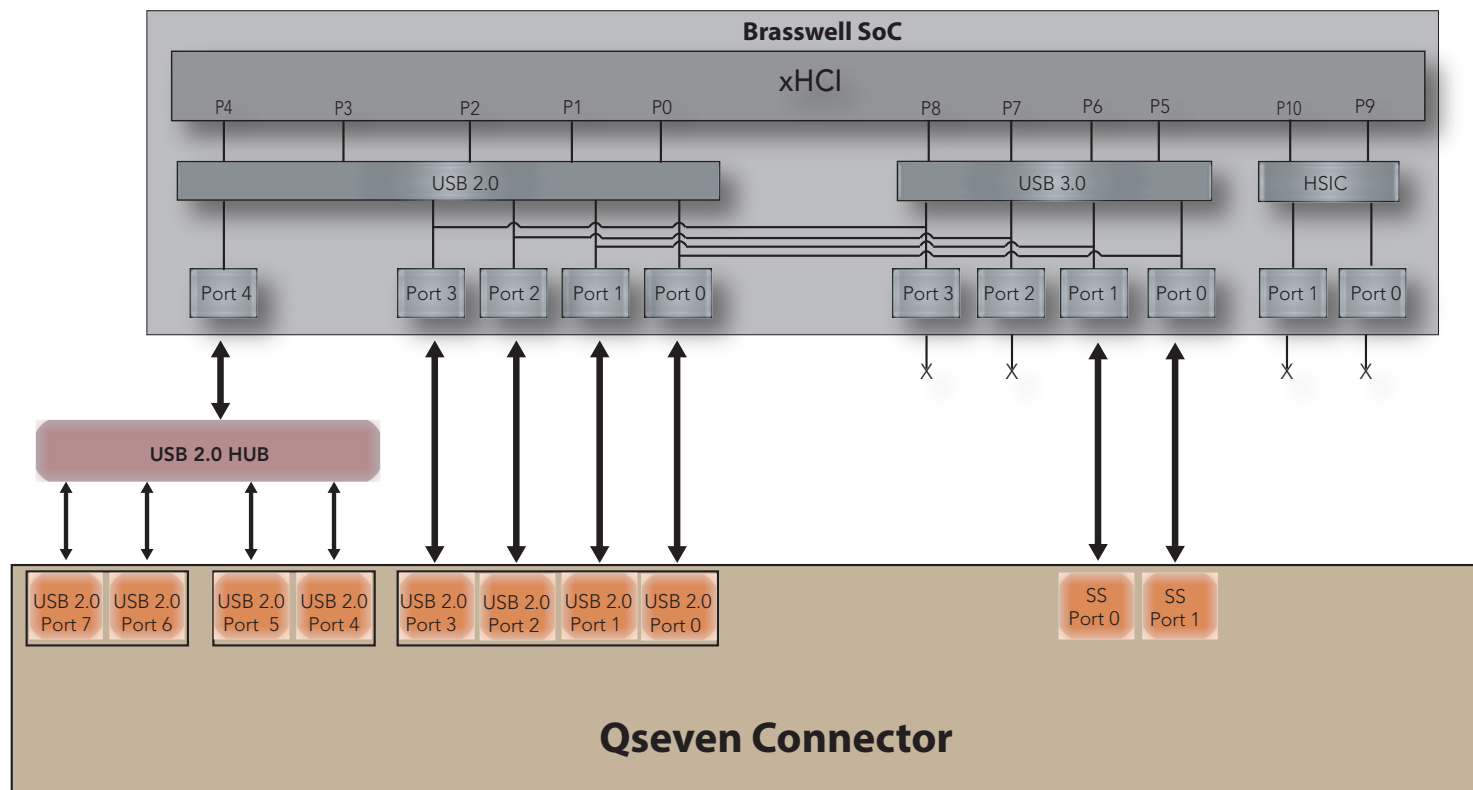 Brasswell SoC
xHCI
P4 P3 P2 P1 P0 P8 P7 P6 P5 P10 P9
USB 2.0 USB 3.0 HSIC
Port 4 Port 3 Port 2 Port 1 Port 0 Port 3 Port 2 Port 1 Port 0 Port 1 Port 0
X X X X
USB 2.0 HUB
USB 2.0 USB 2.0 USB 2.0 USB 2.0 USB 2.0 USB 2.0 USB 2.0 USB 2.0 SS SS
Port 7 Port 6 Port 5 Port 4 Port 3 Port 2 Port 1 Port 0 Port 0 Port 1
Qseven Connector